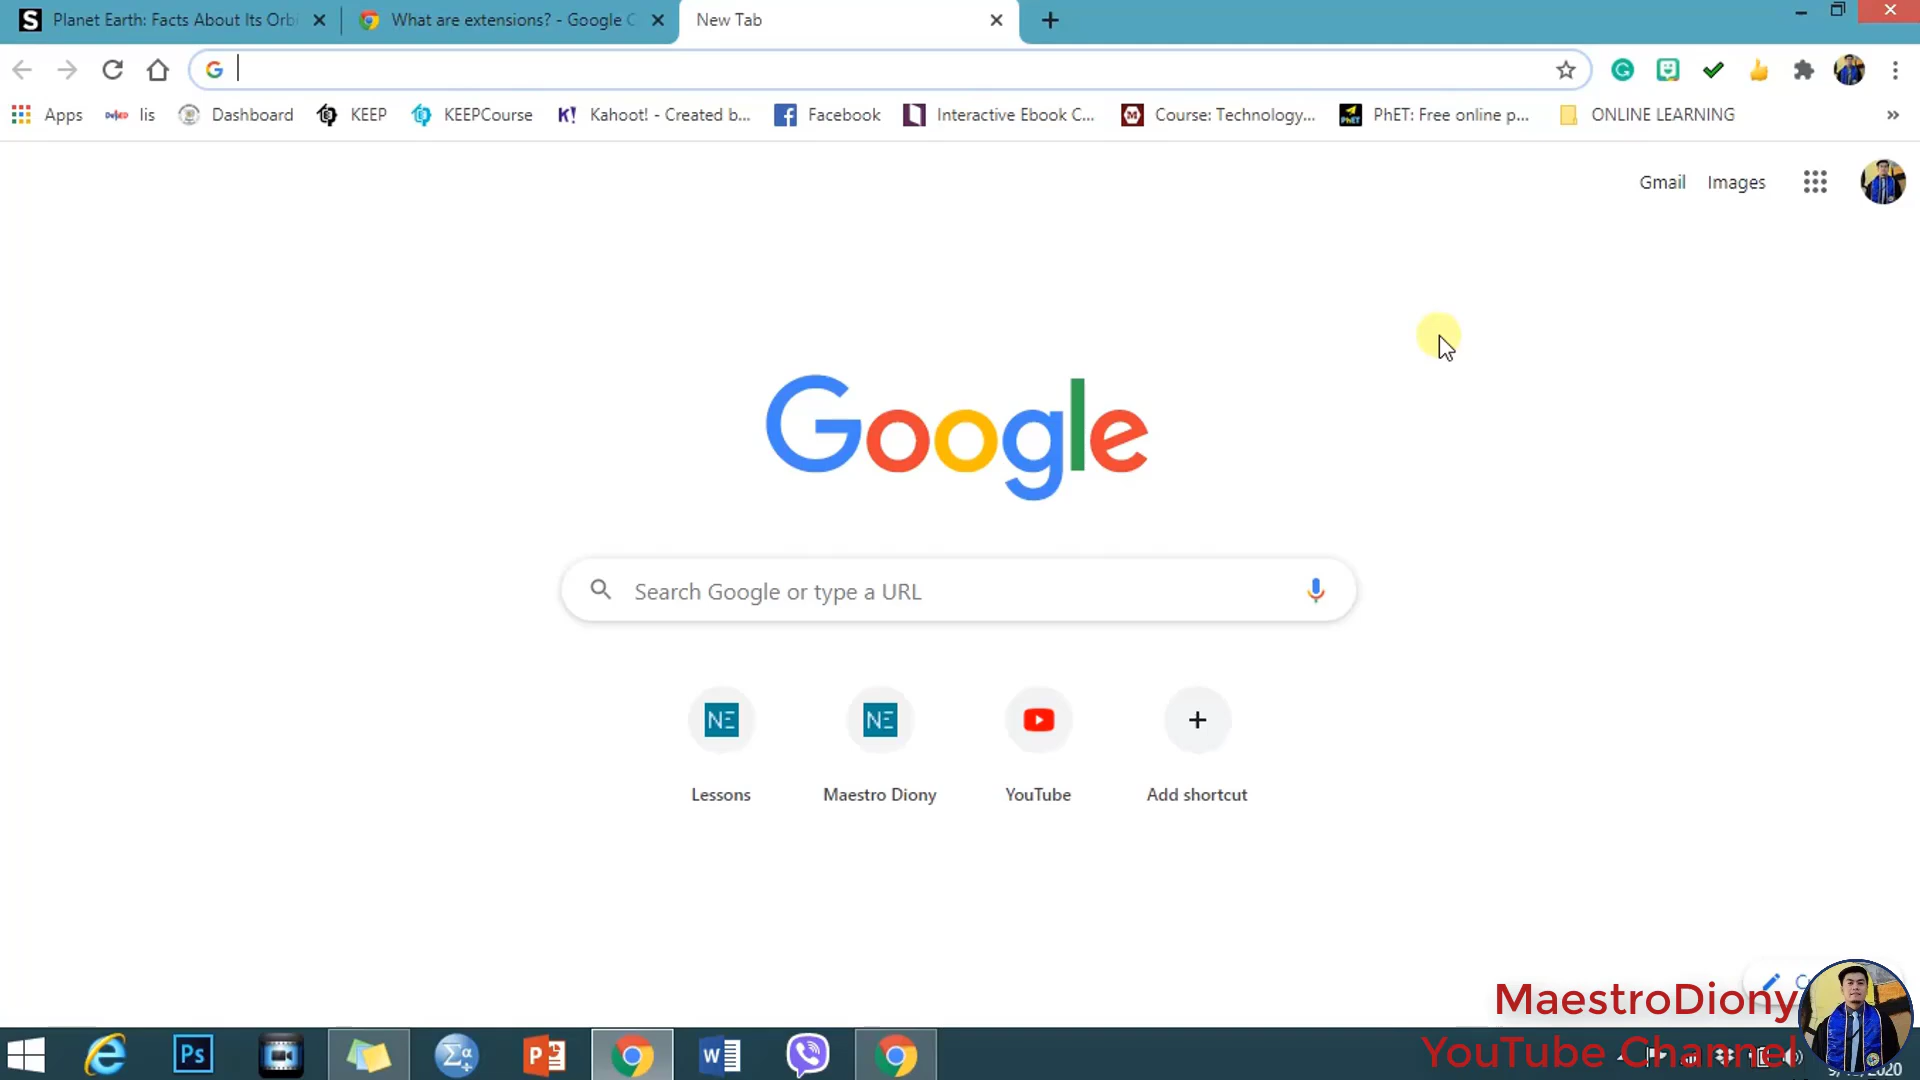 Planet Earth: Facts About Its Orbi
What are extensions? - Google C
New Tab
Apps
lis
Dashboard
KEEP
KEEPCourse
Kahoot! - Created b...
Facebook
Interactive Ebook C...
Course: Technology...
PhET: Free online p...
ONLINE LEARNING
Gmail
Images
Google
Search Google or type a URL
Lessons
Maestro Diony
YouTube
Add shortcut
MaestroDiony
YouTube Channel